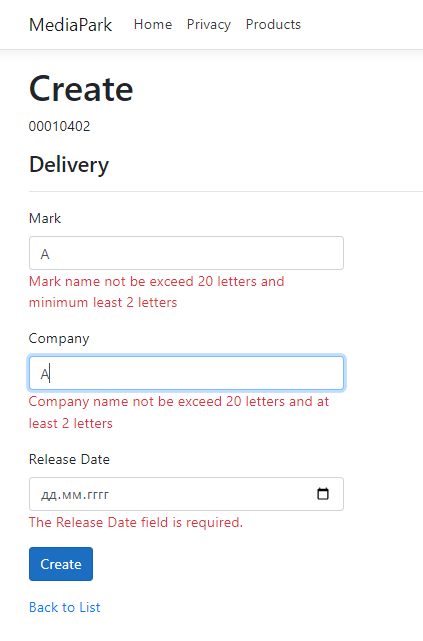 MediaPark Home Privacy Products
Create
00010402
Delivery
Mark
A
Mark name not be exceed 20 letters and
minimum least 2 letters
Company
A
Company name not be exceed 20 letters and at
least 2 letters
Release Date
дд.мм.гггг
The Release Date field is required.
Create
Back to List